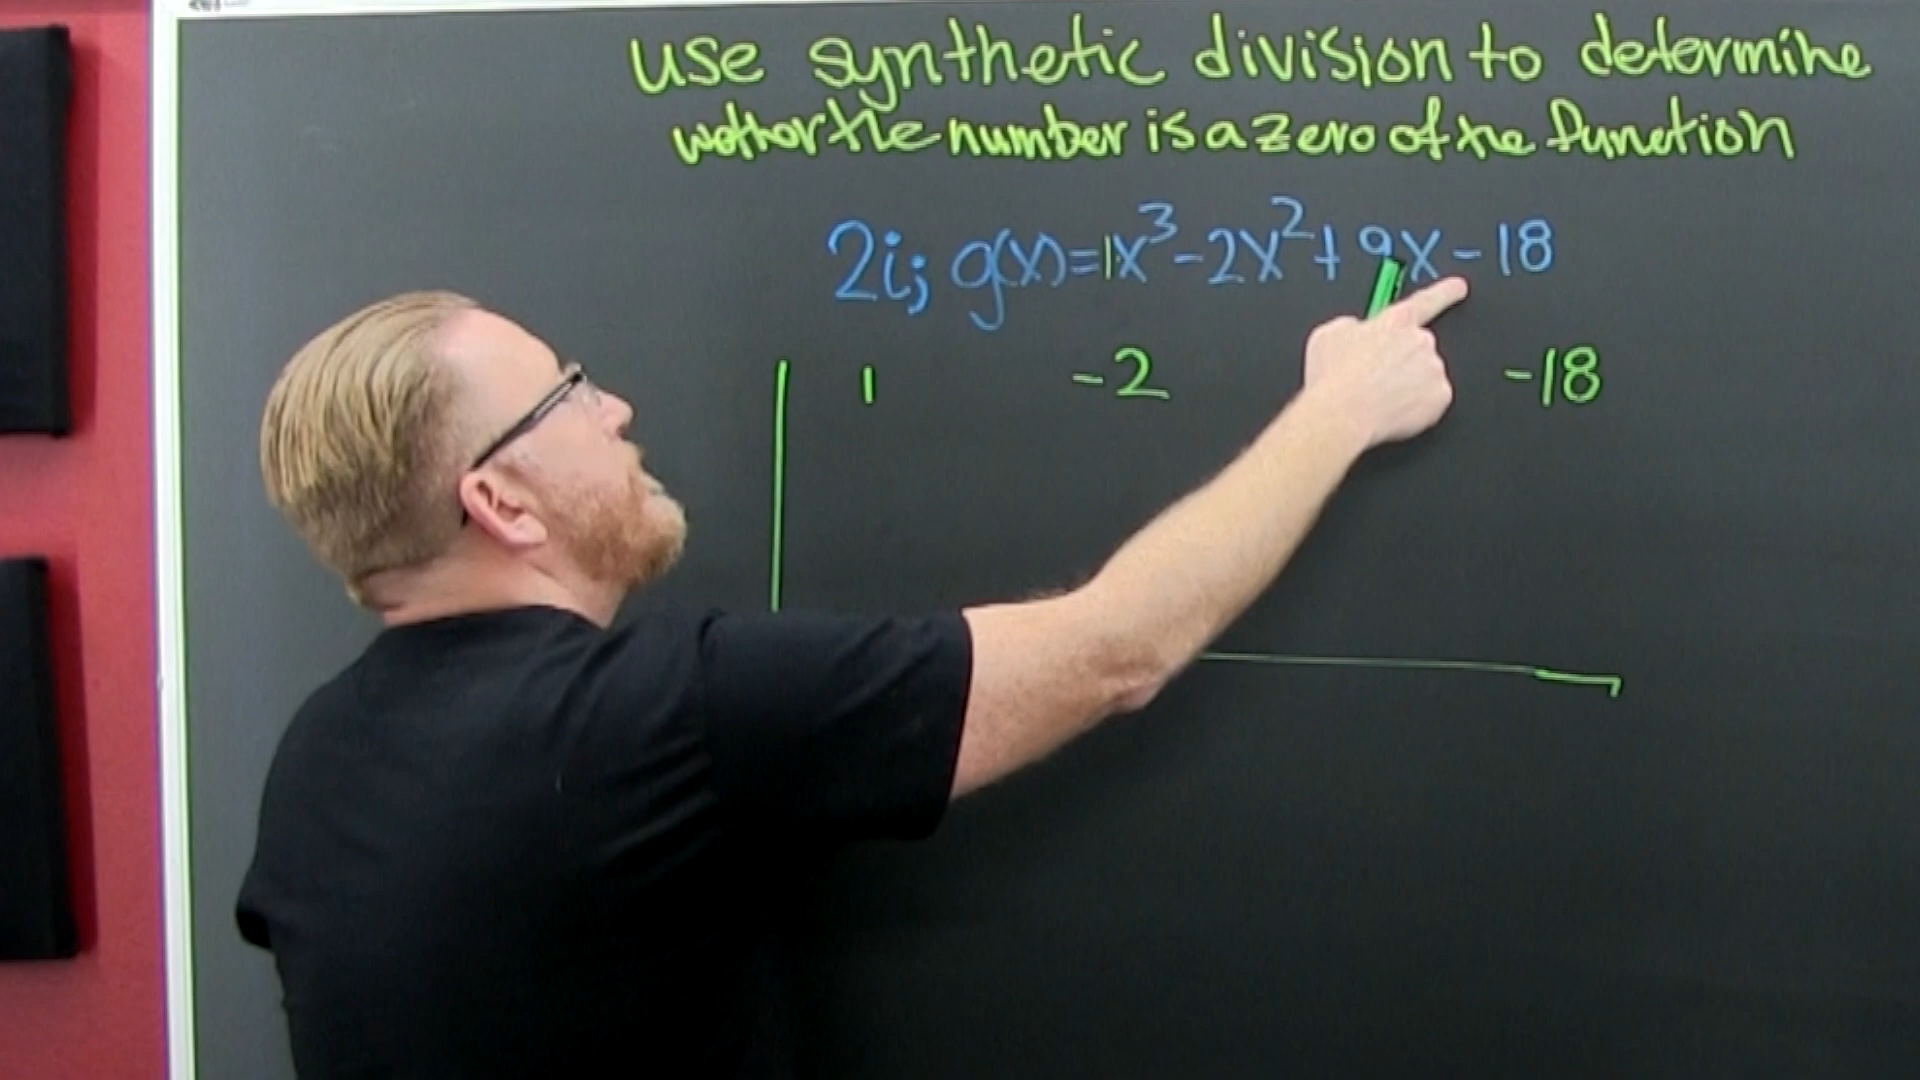 use synthetic division to determine
wether the number is a zero of the function
2i; g(x)=1x³-2x²+9x-18
1 -2 -18